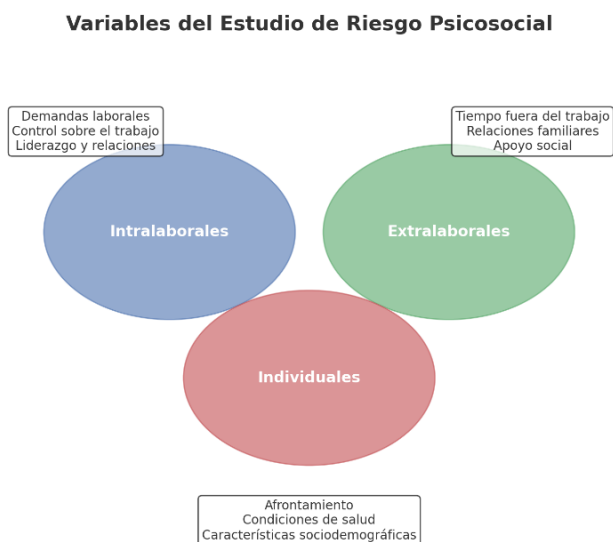 Variables del Estudio de Riesgo Psicosocial
Demandas laborales
Control sobre el trabajo
Liderazgo y relaciones
Tiempo fuera del trabajo
Relaciones familiares
Apoyo social
Intralaborales
Extralaborales
Individuales
Afrontamiento
Condiciones de salud
Características sociodemográficas